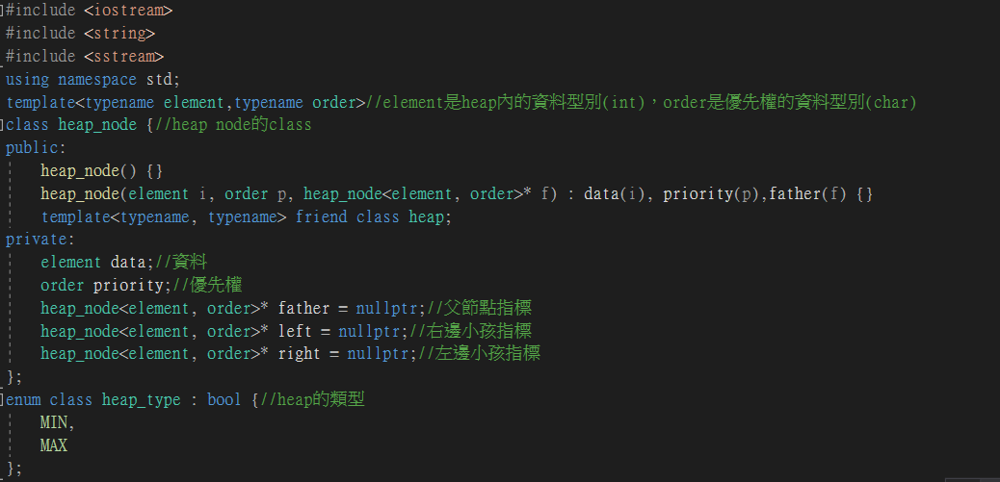 #include <iostream>
#include <string>
#include <sstream>
using namespace std;
template<typename element,typename order>//element是heap內的資料型別(int)，order是優先權的資料型別(char)
class heap_node {//heap node的class
public:
    heap_node() {}
    heap_node(element i, order p, heap_node<element, order>* f) : data(i), priority(p),father(f) {}
    template<typename, typename> friend class heap;
private:
    element data;//資料
    order priority;//優先權
    heap_node<element, order>* father = nullptr;//父節點指標
    heap_node<element, order>* left = nullptr;//右邊小孩指標
    heap_node<element, order>* right = nullptr;//左邊小孩指標
};
enum class heap_type : bool {//heap的類型
    MIN,
    MAX
};